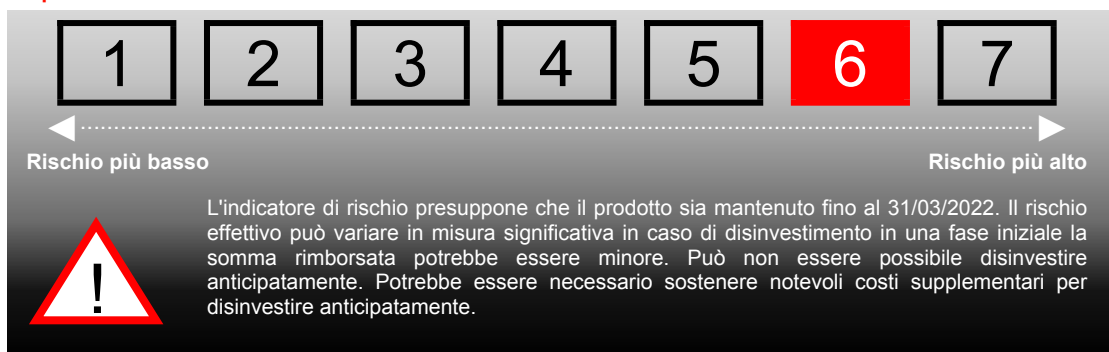 1 2 3 4 5 6 7
Rischio più basso Rischio più alto
L'indicatore di rischio presuppone che il prodotto sia mantenuto fino al 31/03/2022. Il rischio
effettivo può variare in misura significativa in caso di disinvestimento in una fase iniziale la
somma rimborsata potrebbe essere minore. Può non essere possibile disinvestire
anticipatamente. Potrebbe essere necessario sostenere notevoli costi supplementari per
disinvestire anticipatamente.
!